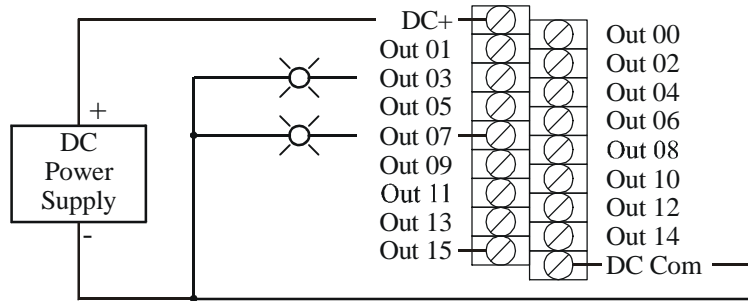 DC+
Out 01
Out 03
Out 05
Out 07
Out 09
Out 11
Out 13
Out 15
Out 00
Out 02
Out 04
Out 06
Out 08
Out 10
Out 12
Out 14
DC Com
+
DC
Power
Supply
-